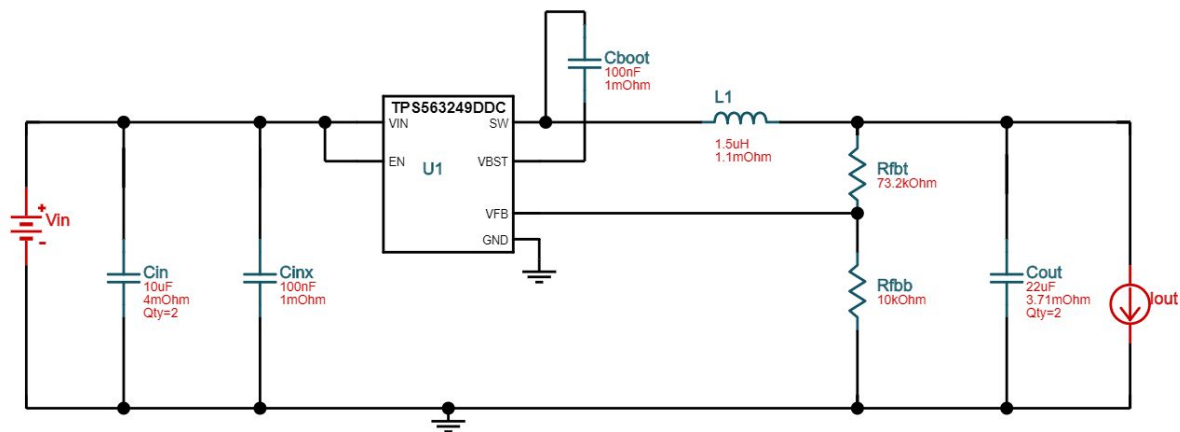 Cboot
100nF
1mOhm
TPS563249DDC
VIN
SW
EN
VBST
U1
VFB
GND
L1
1.5uH
1.1mOhm
Rfbt
73.2kOhm
+
Vin
-
Cin
10uF
4mOhm
Qty=2
Cinx
100nF
1mOhm
Rfbb
10kOhm
Cout
22uF
3.71mOhm
Qty=2
Iout